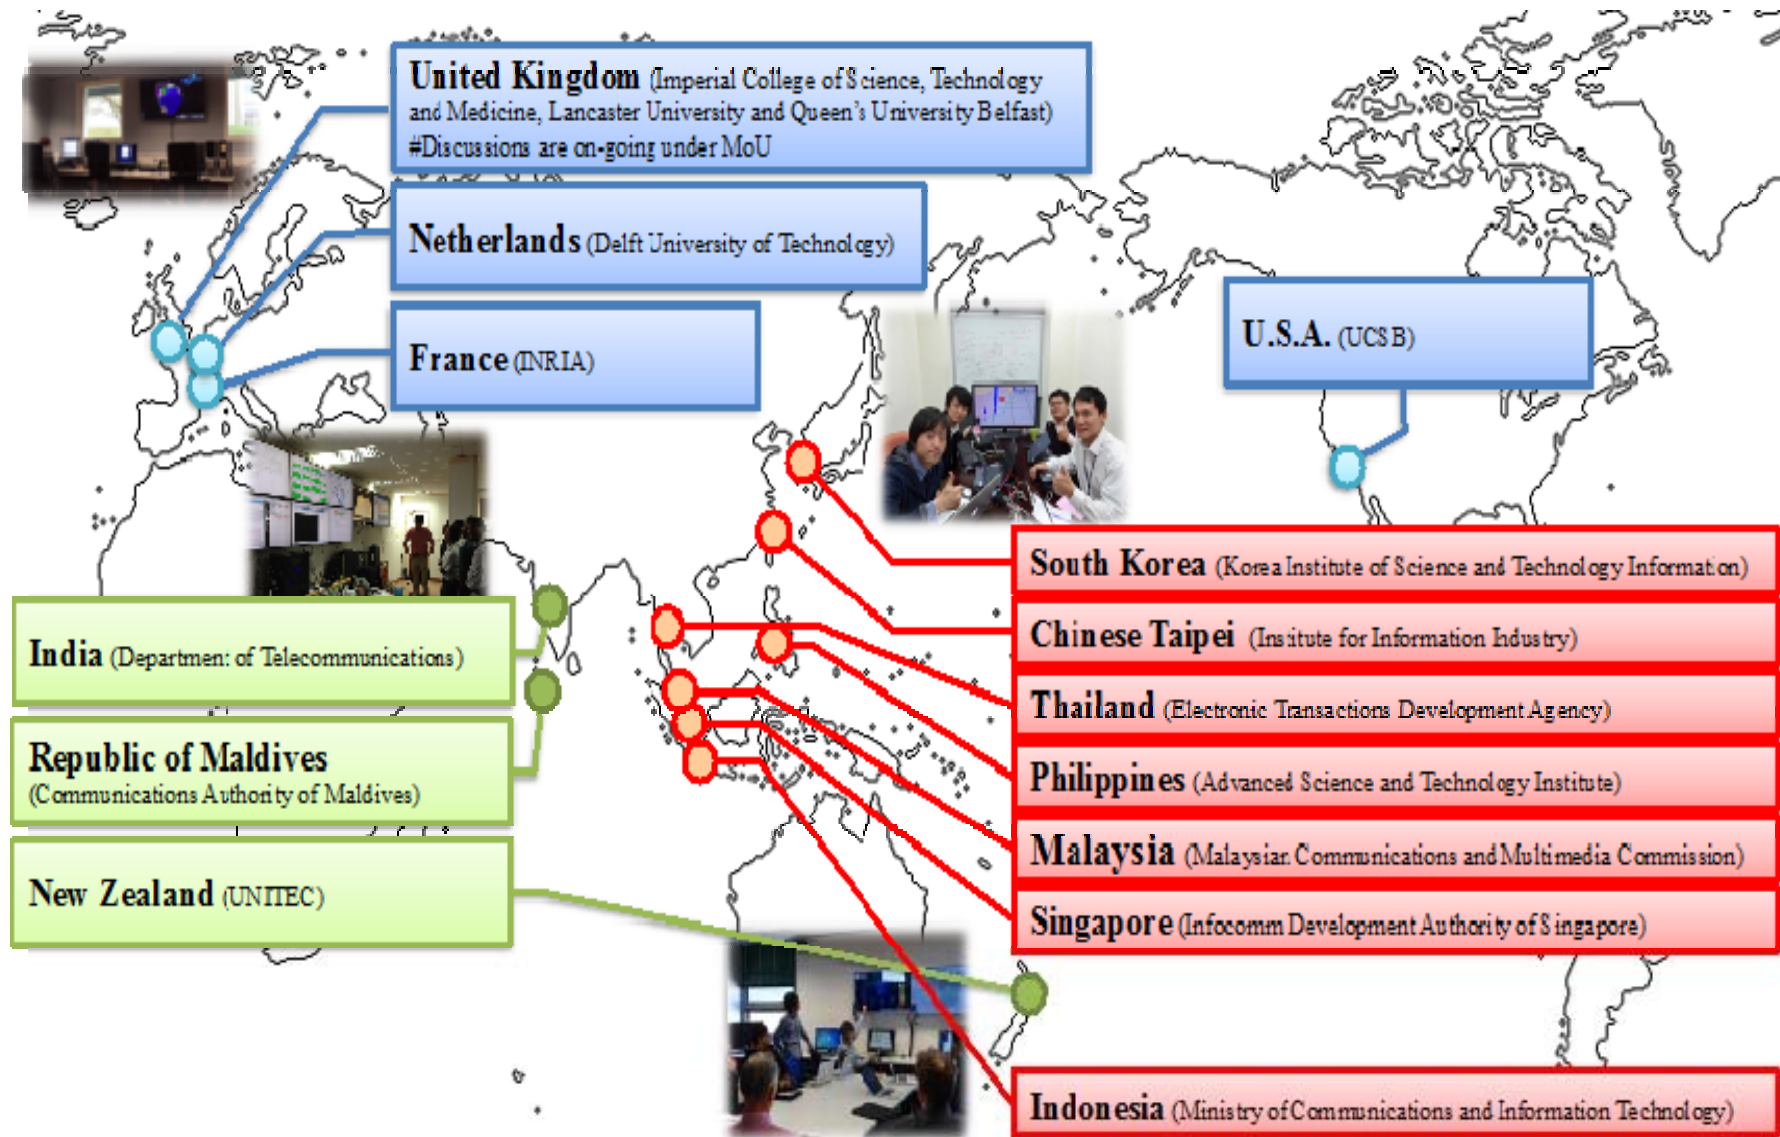 United Kingdom (Imperial College of Science, Technology
and Medicine, Lancaster University and Queen's University Belfast)
#Discussions are on-going under MoU
Netherlands (Delft University of Technology)
France (INRIA)
U.S.A. (UCSB)
South Korea (Korea Institute of Science and Technology Information)
Chinese Taipei (Insitute for Information Industry)
Thailand (Electronic Transactions Development Agency)
Philippines (Advanced Science and Technology Institute)
Malaysia (Malaysian Communications and Multimedia Commission)
Singapore (Infocomm Development Authority of Singapore)
Indonesia (Ministry of Communications and Information Technology)
India (Department of Telecommunications)
Republic of Maldives
(Communications Authority of Maldives)
New Zealand (UNITEC)